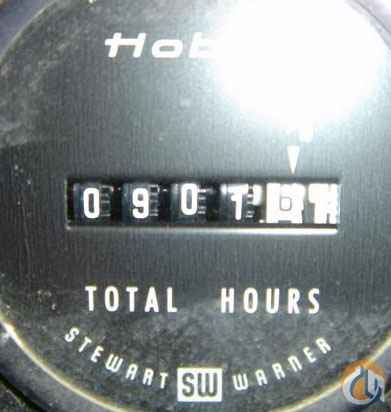 0901
TOTAL HOURS
STEWART SW WARNER